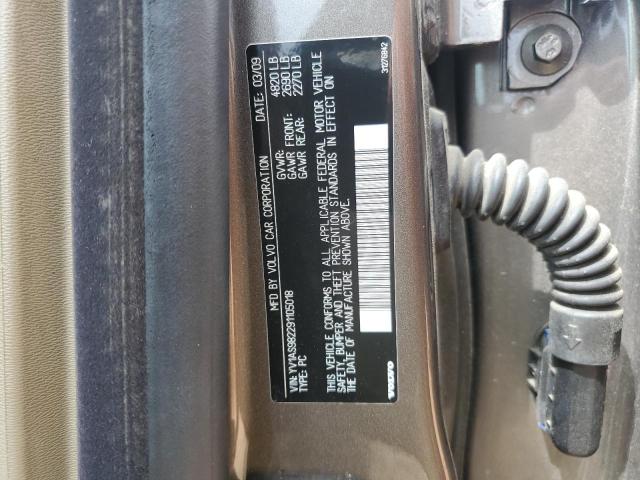 MFD BY VOLVO CAR CORPORATION DATE: 03/09
GVWR: 4820 LB
GAWR FRONT: 2690 LB
GAWR REAR: 2270 LB
VIN: YV1AS982291105018
TYPE: PC
THIS VEHICLE CONFORMS TO ALL APPLICABLE FEDERAL MOTOR VEHICLE
SAFETY, BUMPER AND THEFT PREVENTION STANDARDS IN EFFECT ON
THE DATE OF MANUFACTURE SHOWN ABOVE.
VOLVO 31276842